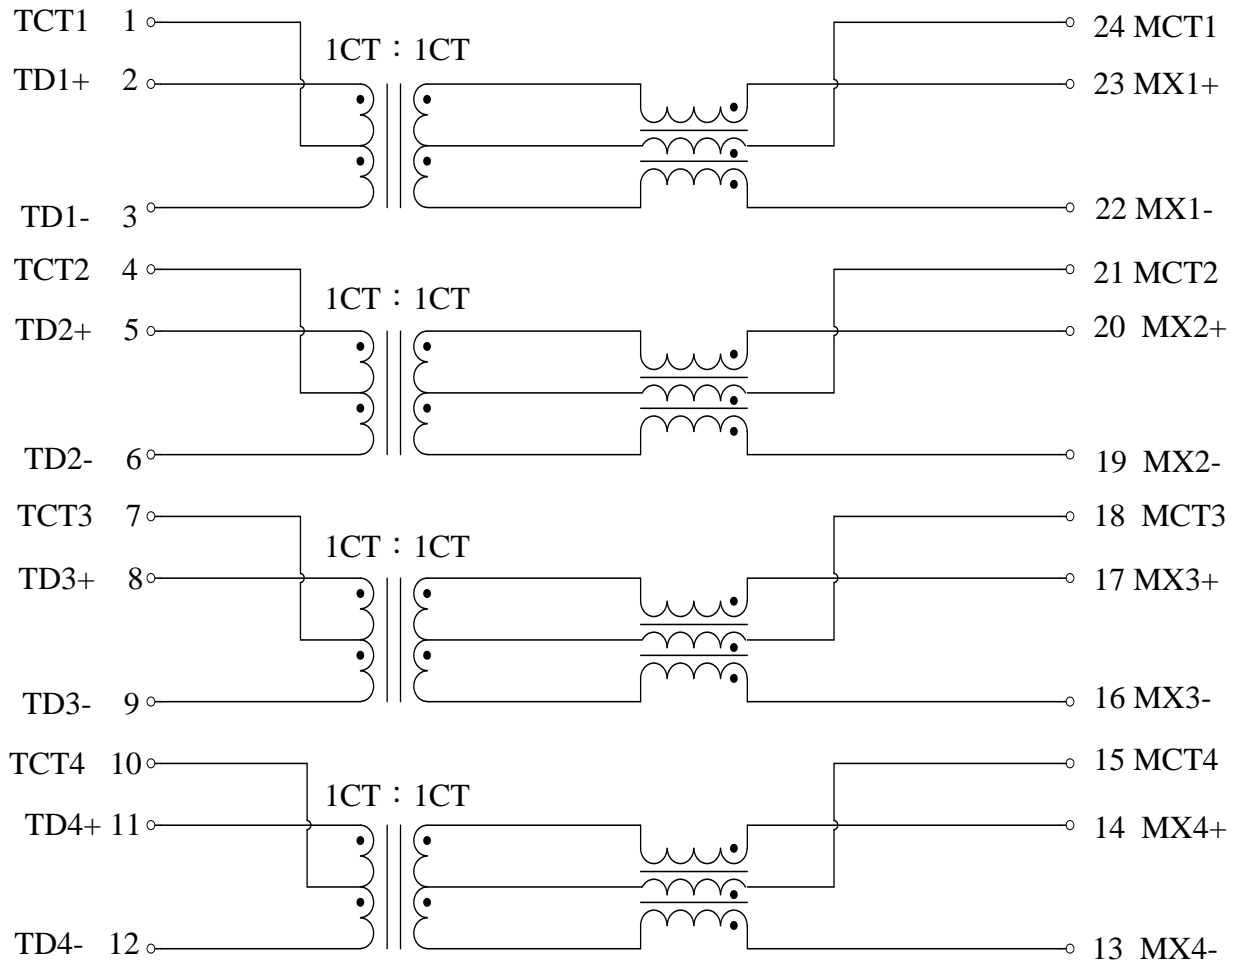 TCT1 1 24 MCT1
1CT : 1CT
TD1+ 2 23 MX1+
TD1- 3 22 MX1-
TCT2 4 21 MCT2
1CT : 1CT
TD2+ 5 20 MX2+
TD2- 6 19 MX2-
TCT3 7 18 MCT3
1CT : 1CT
TD3+ 8 17 MX3+
TD3- 9 16 MX3-
TCT4 10 15 MCT4
1CT : 1CT
TD4+ 11 14 MX4+
TD4- 12 13 MX4-